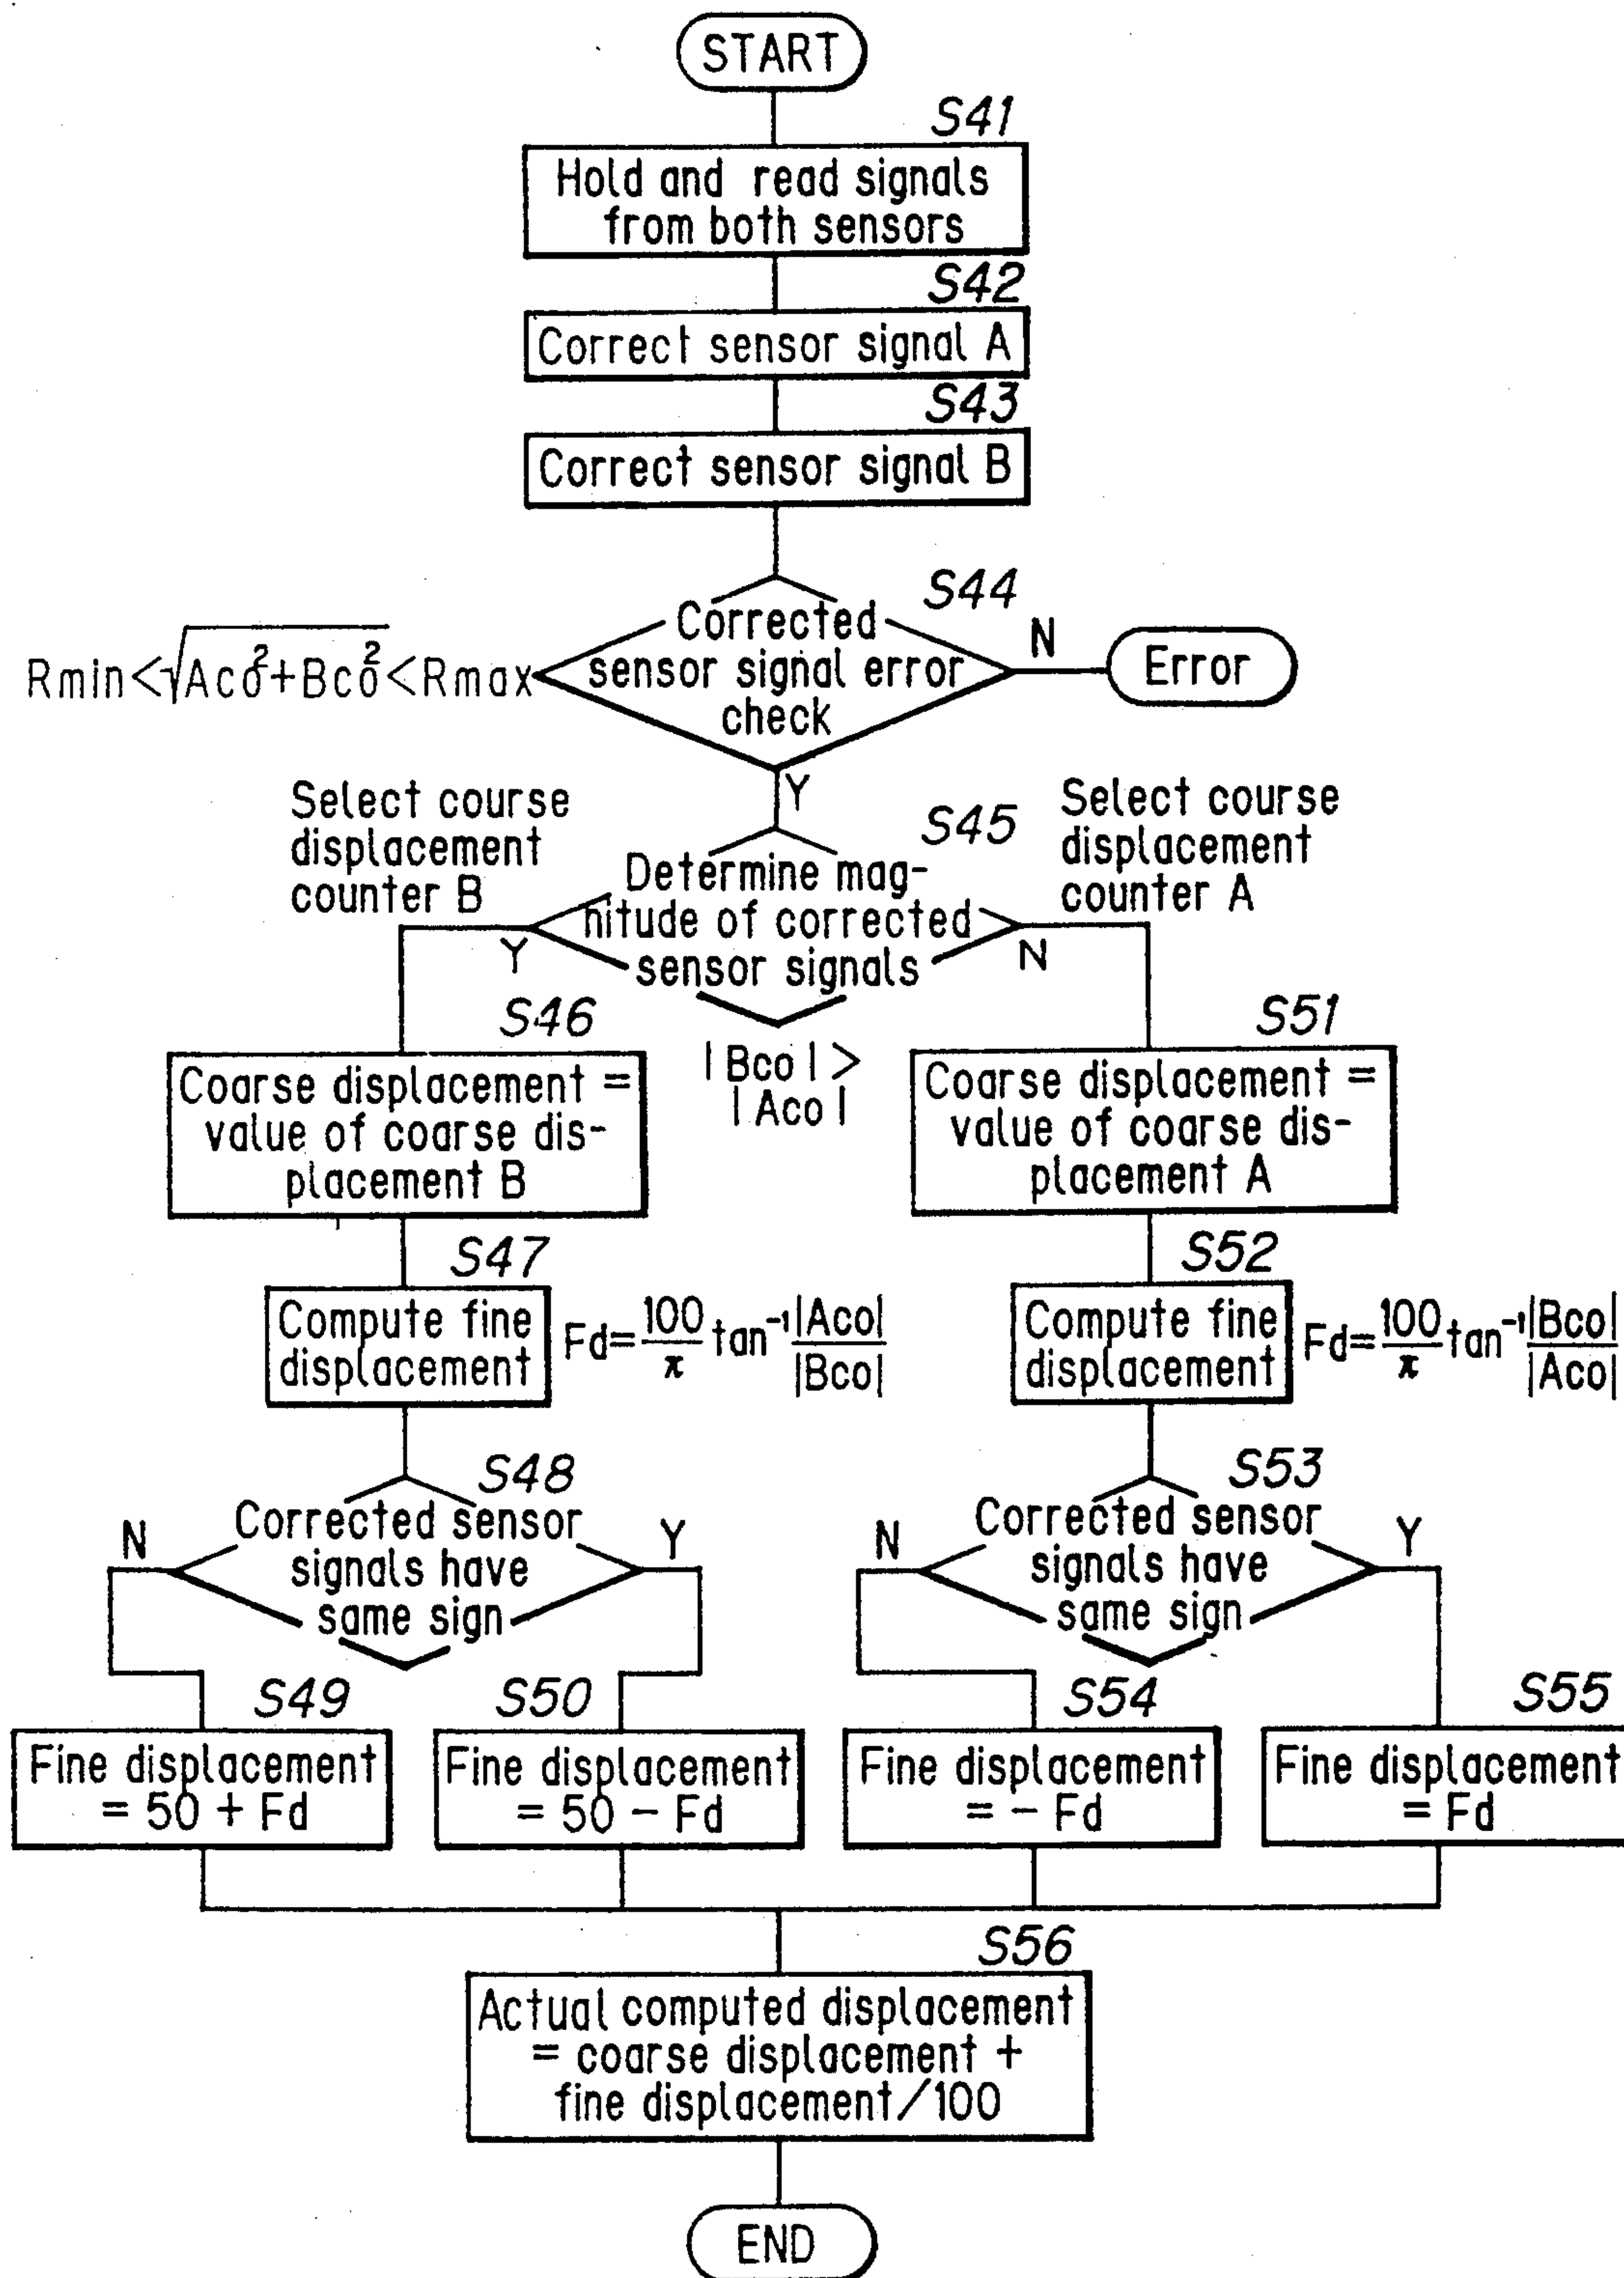 START
S41
Hold and read signals
from both sensors
S42
Correct sensor signal A
S43
Correct sensor signal B
S44
Corrected
sensor signal error
check
Rmin<√Aco²+Bco²<Rmax
N
Error
Y
Select course
displacement
counter B
S45
Select course
displacement
counter A
Determine mag-
nitude of corrected
sensor signals
Y
N
|Bco|>
|Aco|
S46
Coarse displacement =
value of coarse dis-
placement B
S51
Coarse displacement =
value of coarse dis-
placement A
S47
Compute fine
displacement
Fd=100/π tan⁻¹|Aco|/|Bco|
S52
Compute fine
displacement
Fd=100/π tan⁻¹|Bco|/|Aco|
S48
Corrected sensor
signals have
same sign
N
Y
S53
Corrected sensor
signals have
same sign
N
Y
S49
Fine displacement
= 50 + Fd
S50
Fine displacement
= 50 − Fd
S54
Fine displacement
= − Fd
S55
Fine displacement
= Fd
S56
Actual computed displacement
= coarse displacement +
fine displacement/100
END